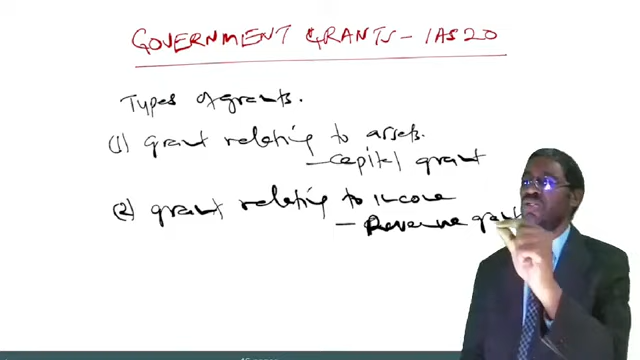 GOVERNMENT GRANTS - IAS 20
Types of grants.
(1) grant relating to assets.
- capital grant
(2) grant relating to income
- Revenue grant